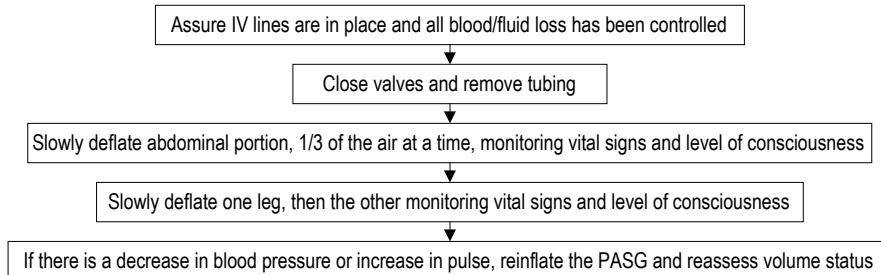 Assure IV lines are in place and all blood/fluid loss has been controlled
Close valves and remove tubing
Slowly deflate abdominal portion, 1/3 of the air at a time, monitoring vital signs and level of consciousness
Slowly deflate one leg, then the other monitoring vital signs and level of consciousness
If there is a decrease in blood pressure or increase in pulse, reinflate the PASG and reassess volume status